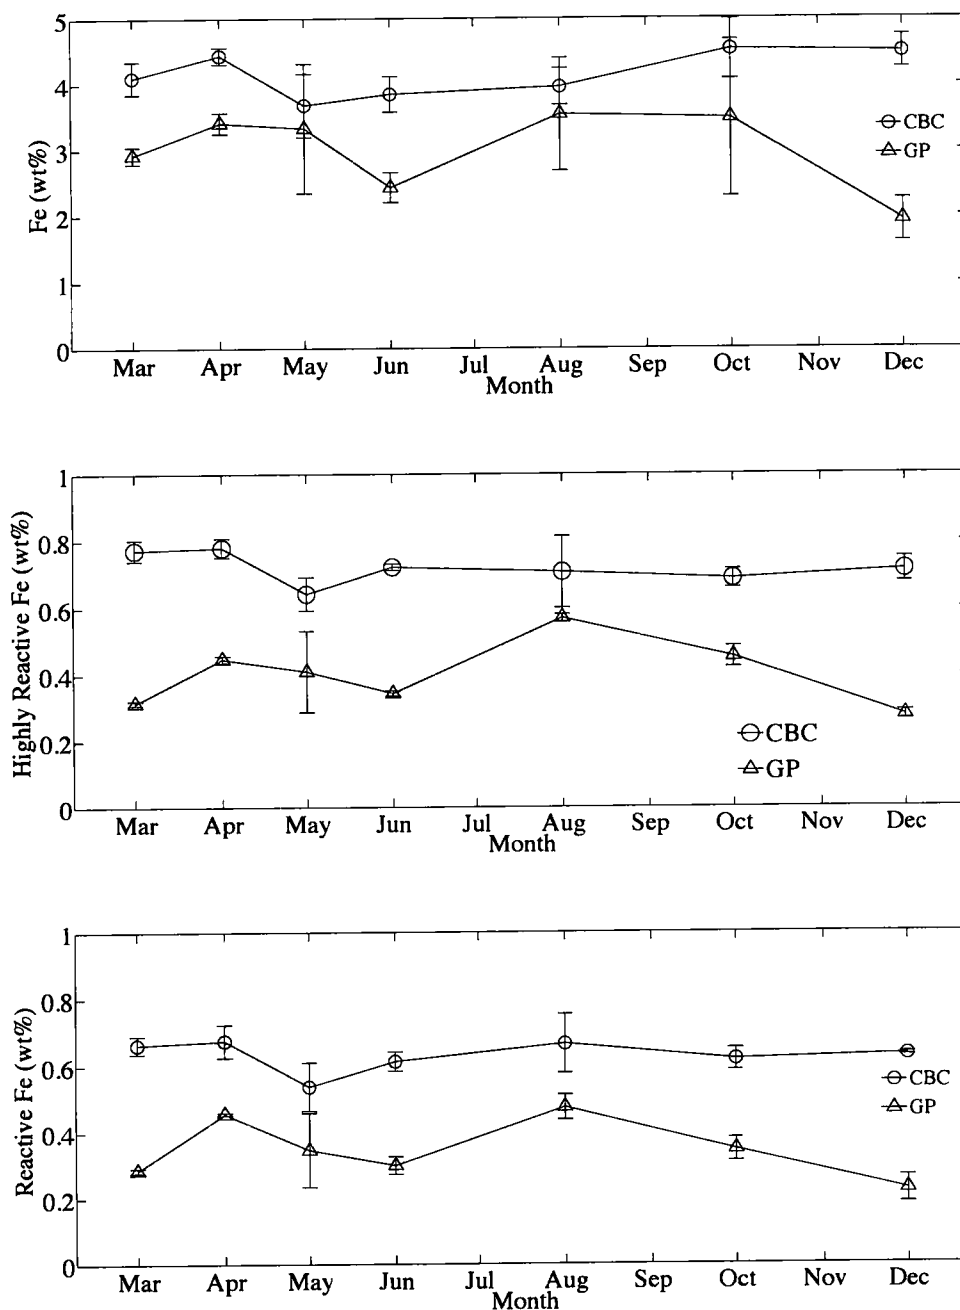 5
4
3
2
1
0
Fe (wt%)
CBC
GP
Mar Apr May Jun Jul Aug Sep Oct Nov Dec
Month
1
0.8
0.6
0.4
0.2
0
Highly Reactive Fe (wt%)
CBC
GP
Mar Apr May Jun Jul Aug Sep Oct Nov Dec
Month
1
0.8
0.6
0.4
0.2
0
Reactive Fe (wt%)
CBC
GP
Mar Apr May Jun Jul Aug Sep Oct Nov Dec
Month